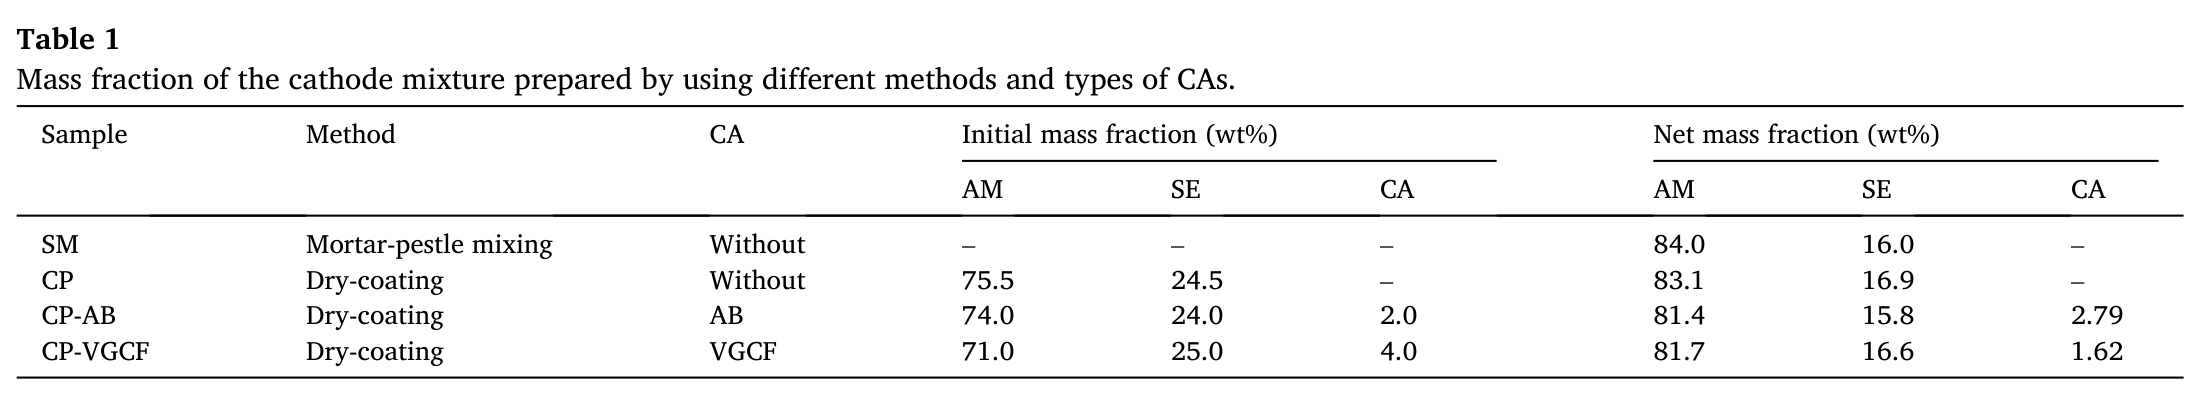 Table 1
Mass fraction of the cathode mixture prepared by using different methods and types of CAs.
Sample Method CA Initial mass fraction (wt%) Net mass fraction (wt%)
AM SE CA AM SE CA
SM Mortar-pestle mixing Without – – – 84.0 16.0 –
CP Dry-coating Without 75.5 24.5 – 83.1 16.9 –
CP-AB Dry-coating AB 74.0 24.0 2.0 81.4 15.8 2.79
CP-VGCF Dry-coating VGCF 71.0 25.0 4.0 81.7 16.6 1.62